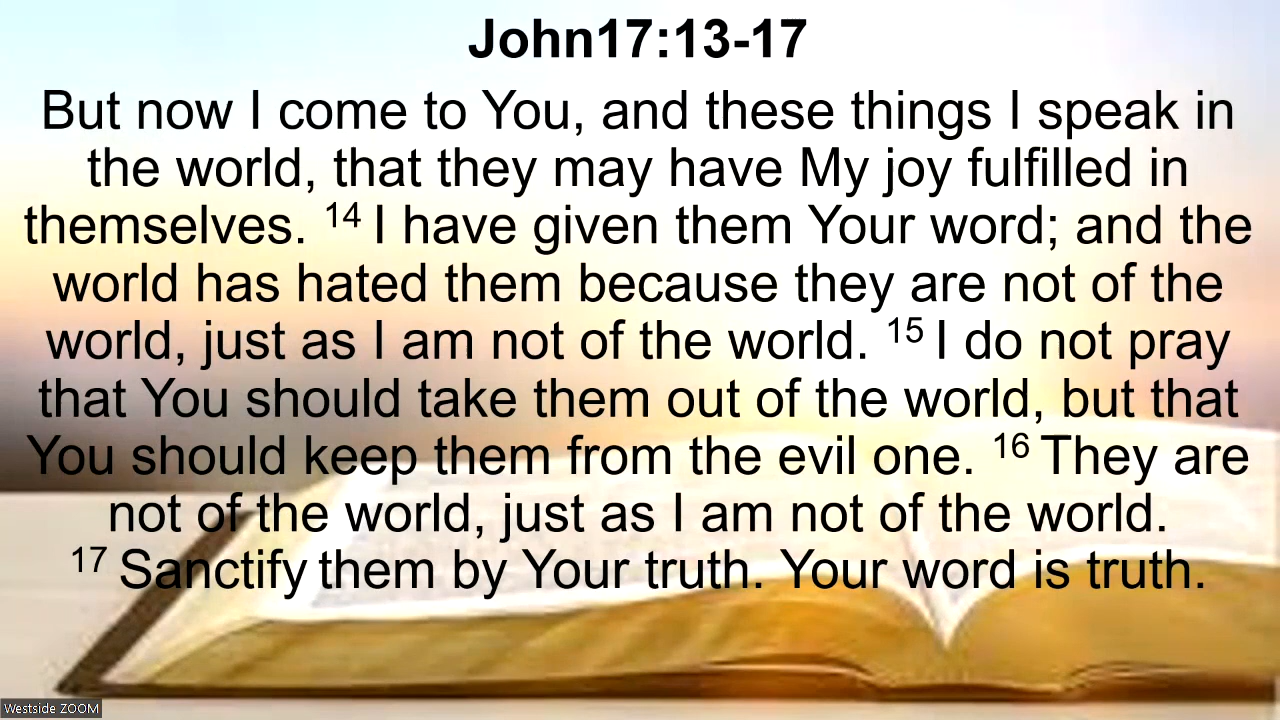 John17:13-17
But now I come to You, and these things I speak in
the world, that they may have My joy fulfilled in
themselves. 14 I have given them Your word; and the
world has hated them because they are not of the
world, just as I am not of the world. 15 I do not pray
that You should take them out of the world, but that
You should keep them from the evil one. 16 They are
not of the world, just as I am not of the world.
17 Sanctify them by Your truth. Your word is truth.
Westside ZOOM